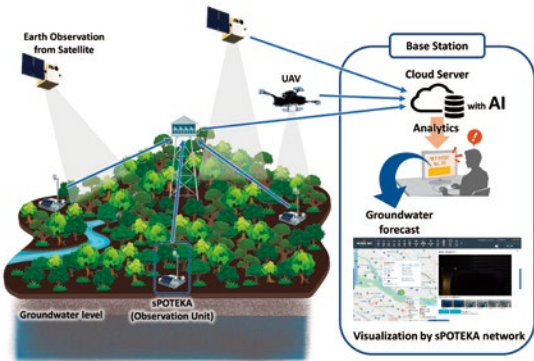 Earth Observation
from Satellite
UAV
Base Station
Cloud Server
with AI
Analytics
Groundwater
forecast
sPOTEKA
(Observation Unit)
Groundwater level
Visualization by sPOTEKA network